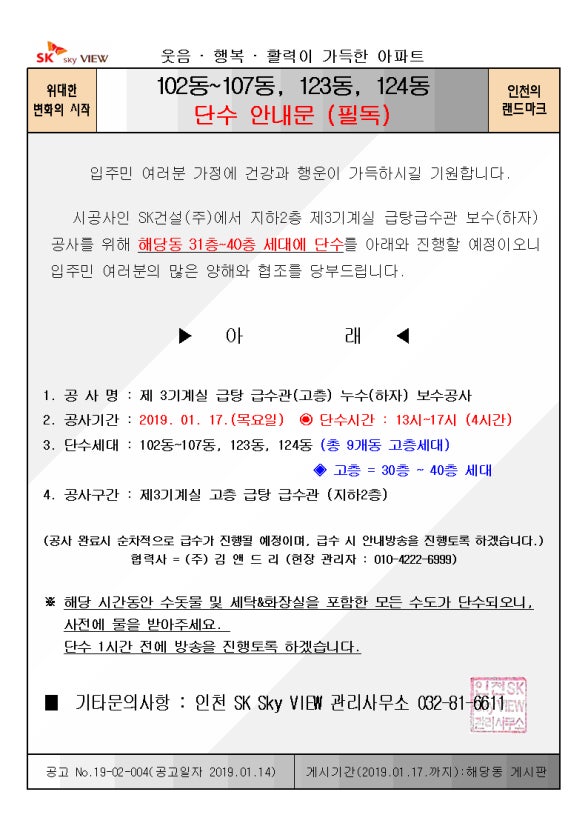 SK sky VIEW
웃음 · 행복 · 활력이 가득한 아파트
위대한
변화의 시작
102동~107동, 123동, 124동
단수 안내문 (필독)
인천의
랜드마크
입주민 여러분 가정에 건강과 행운이 가득하시길 기원합니다.
시공사인 SK건설(주)에서 지하2층 제3기계실 급탕급수관 보수(하자)
공사를 위해 해당동 31층-40층 세대에 단수를 아래와 진행할 예정이오니
입주민 여러분의 많은 양해와 협조를 당부드립니다.
▶ 아 래 ◀
1. 공 사 명 : 제 3기계실 급탕 급수관(고층) 누수(하자) 보수공사
2. 공사기간 : 2019. 01. 17.(목요일) ◉ 단수시간 : 13시~17시 (4시간)
3. 단수세대 : 102동~107동, 123동, 124동 (총 9개동 고층세대)
◈ 고층 = 30층 ~ 40층 세대
4. 공사구간 : 제3기계실 고층 급탕 급수관 (지하2층)
(공사 완료시 순차적으로 급수가 진행될 예정이며, 급수 시 안내방송을 진행토록 하겠습니다.)
협력사 = (주) 김 앤 드 리 (현장 관리자 : 010-4222-6999)
※ 해당 시간동안 수돗물 및 세탁&화장실을 포함한 모든 수도가 단수되오니,
사전에 물을 받아주세요.
단수 1시간 전에 방송을 진행토록 하겠습니다.
■ 기타문의사항 : 인천 SK Sky VIEW 관리사무소 032-81-6611
인천SK
VIEW
관리사무소
공고 No.19-02-004(공고일자 2019.01.14)
게시기간(2019.01.17.까지):해당동 게시판